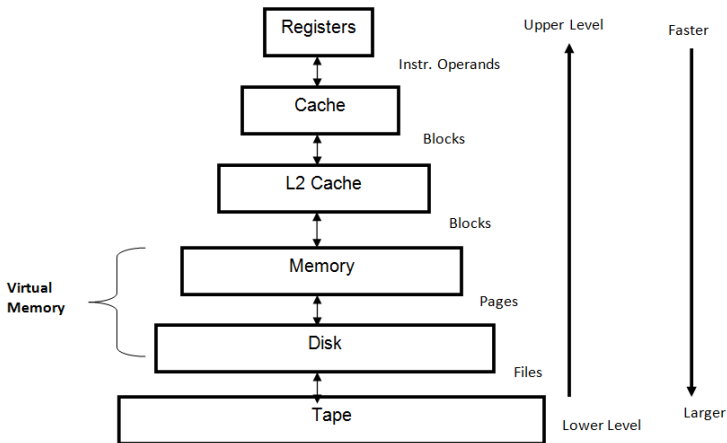 Registers
Upper Level
Faster
Instr. Operands
Cache
Blocks
L2 Cache
Blocks
Memory
Virtual
Memory
Pages
Disk
Files
Tape
Lower Level
Larger